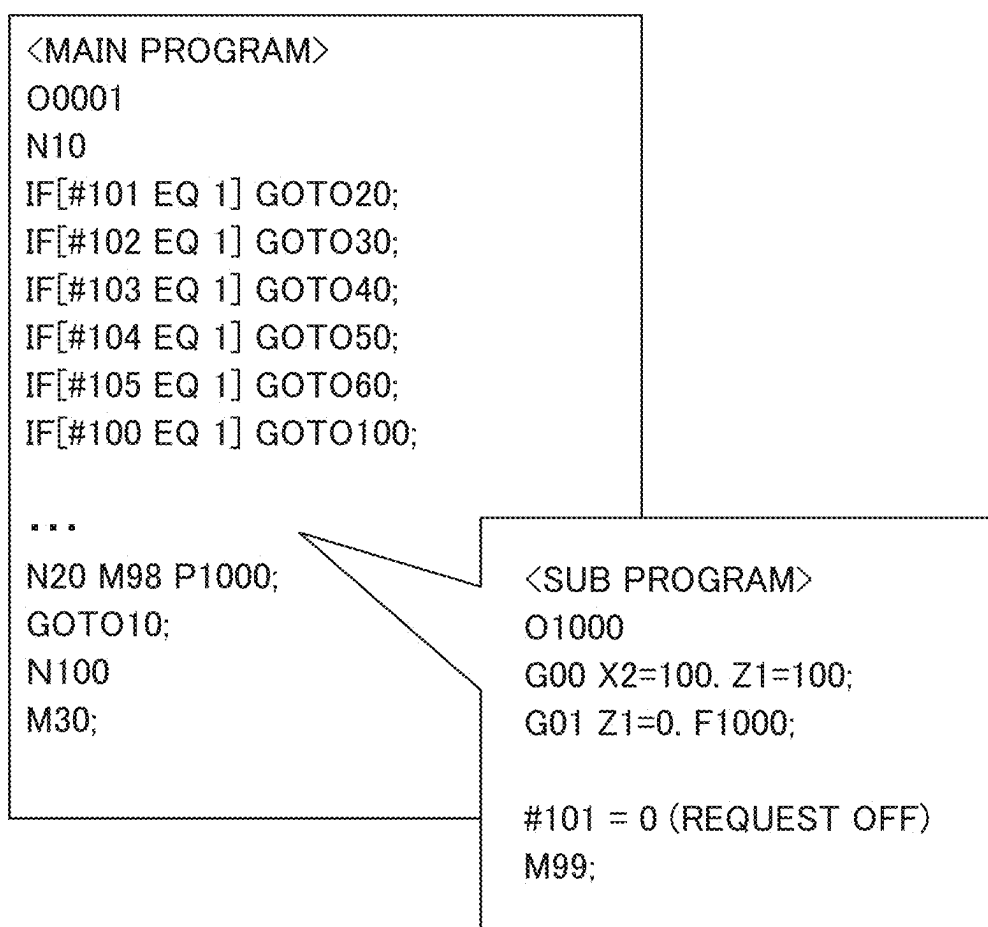 <MAIN PROGRAM>
O0001
N10
IF[#101 EQ 1] GOTO20;
IF[#102 EQ 1] GOTO30;
IF[#103 EQ 1] GOTO40;
IF[#104 EQ 1] GOTO50;
IF[#105 EQ 1] GOTO60;
IF[#100 EQ 1] GOTO100;
...
N20 M98 P1000;
GOTO10;
N100
M30;
<SUB PROGRAM>
O1000
G00 X2=100. Z1=100;
G01 Z1=0. F1000;
#101 = 0 (REQUEST OFF)
M99;